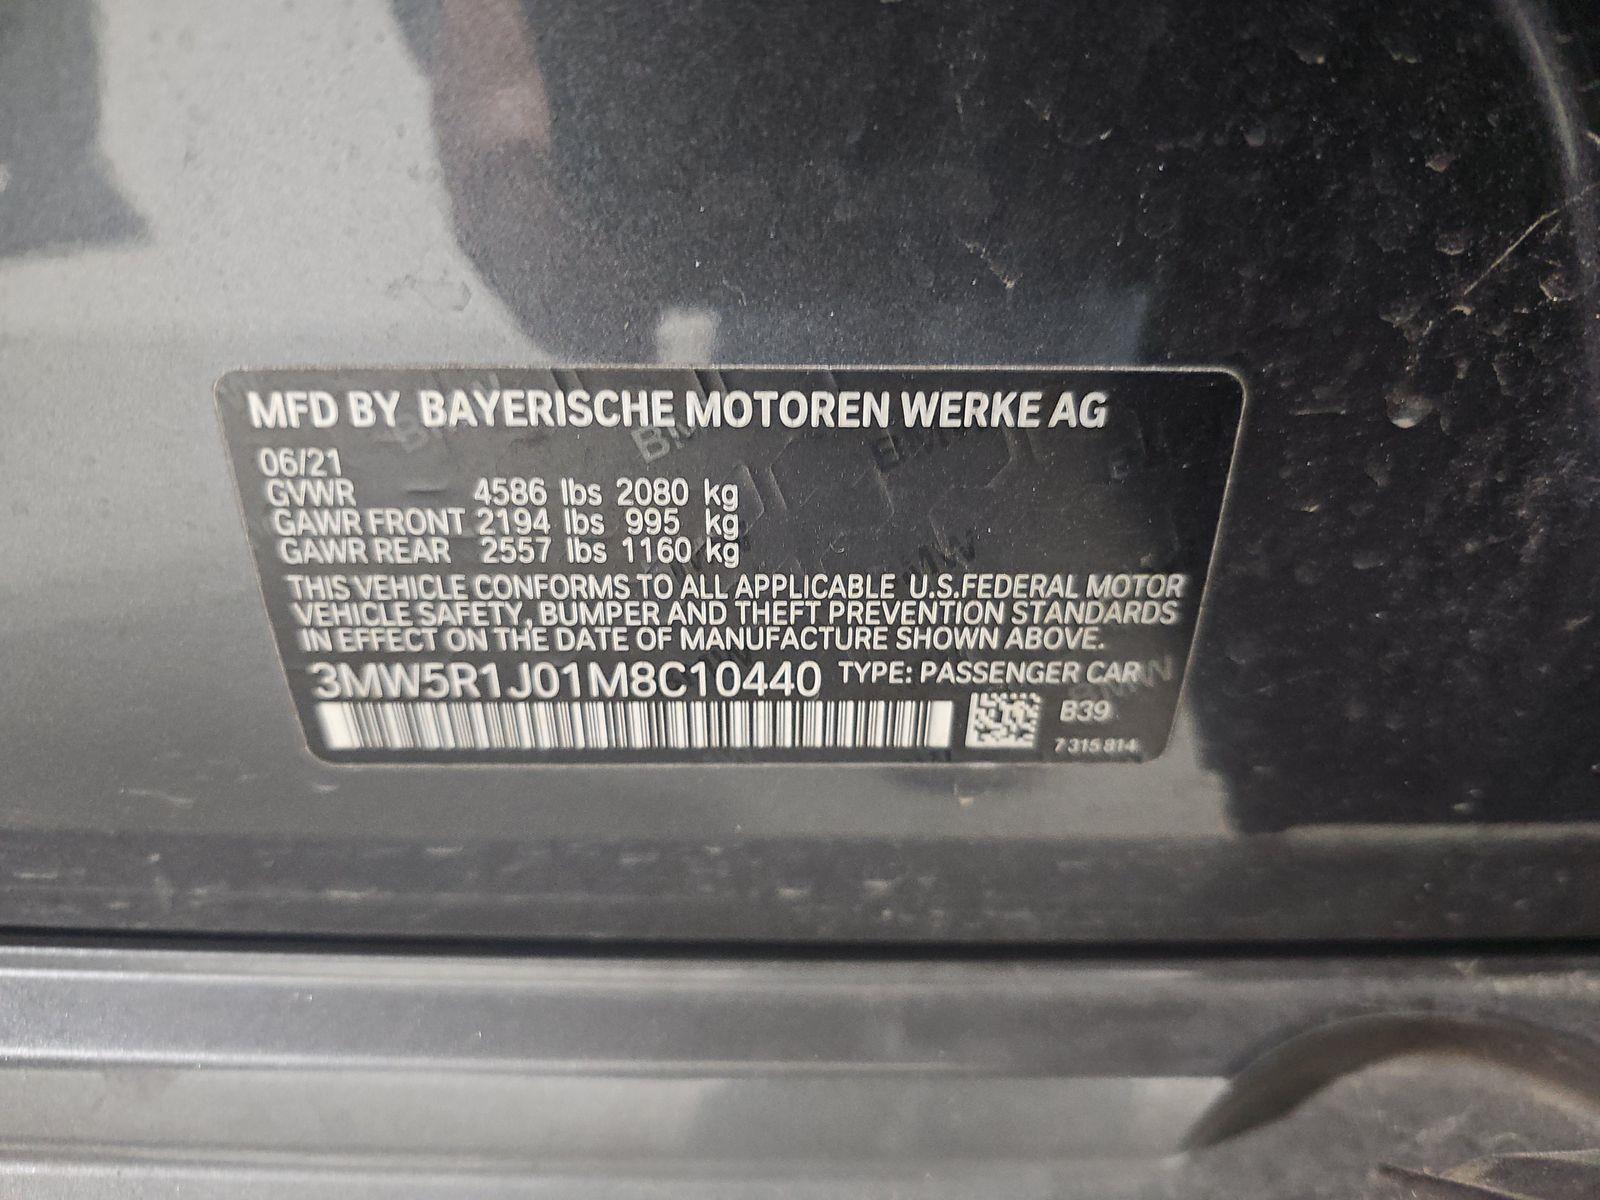 MFD BY BAYERISCHE MOTOREN WERKE AG
06/21
GVWR 4586 lbs 2080 kg
GAWR FRONT 2194 lbs 995 kg
GAWR REAR 2557 lbs 1160 kg
THIS VEHICLE CONFORMS TO ALL APPLICABLE U.S.FEDERAL MOTOR
VEHICLE SAFETY, BUMPER AND THEFT PREVENTION STANDARDS
IN EFFECT ON THE DATE OF MANUFACTURE SHOWN ABOVE.
3MW5R1J01M8C10440 TYPE: PASSENGER CAR
B39
7 315 814